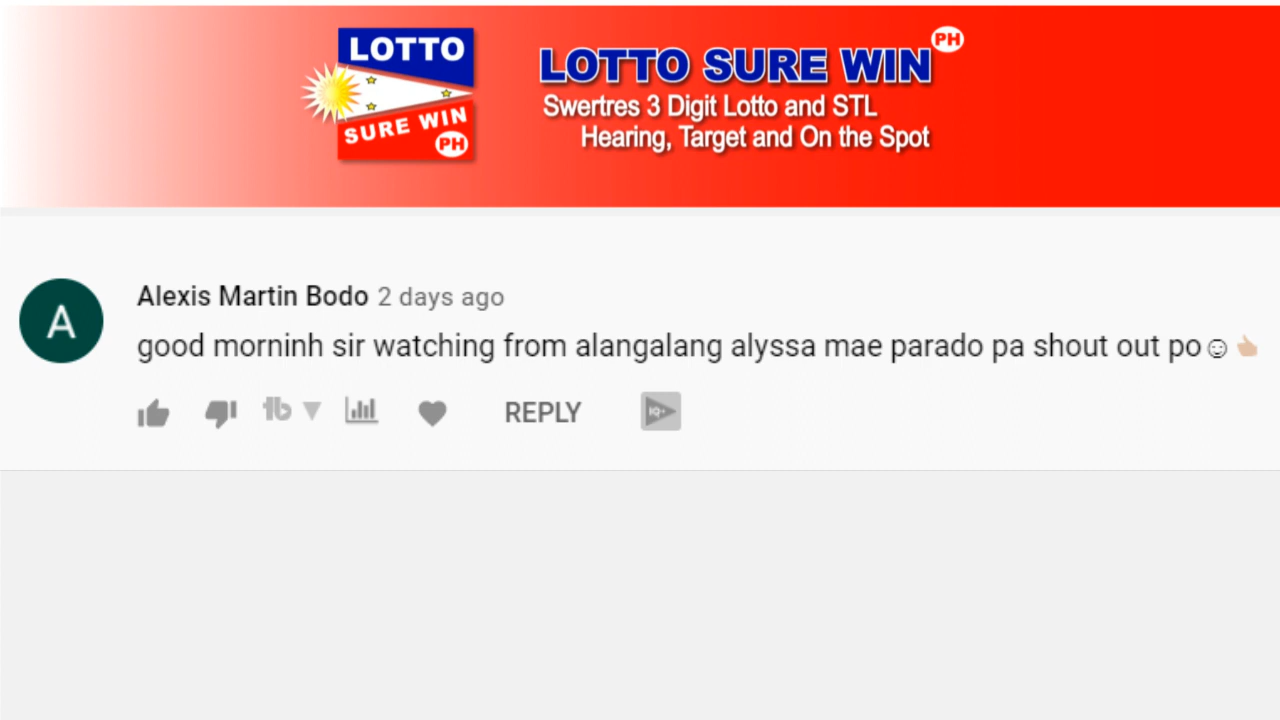 LOTTO
SURE WIN
PH
LOTTO SURE WIN PH
Swertres 3 Digit Lotto and STL
Hearing, Target and On the Spot
A
Alexis Martin Bodo 2 days ago
good morninh sir watching from alangalang alyssa mae parado pa shout out po☺👍🏼
tb
REPLY
IQ+